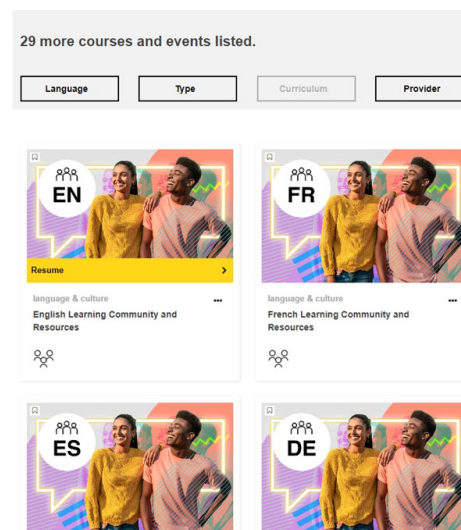 29 more courses and events listed.
Language
Type
Curriculum
Provider
EN
FR
Resume
language & culture
English Learning Community and
Resources
language & culture
French Learning Community and
Resources
ES
DE